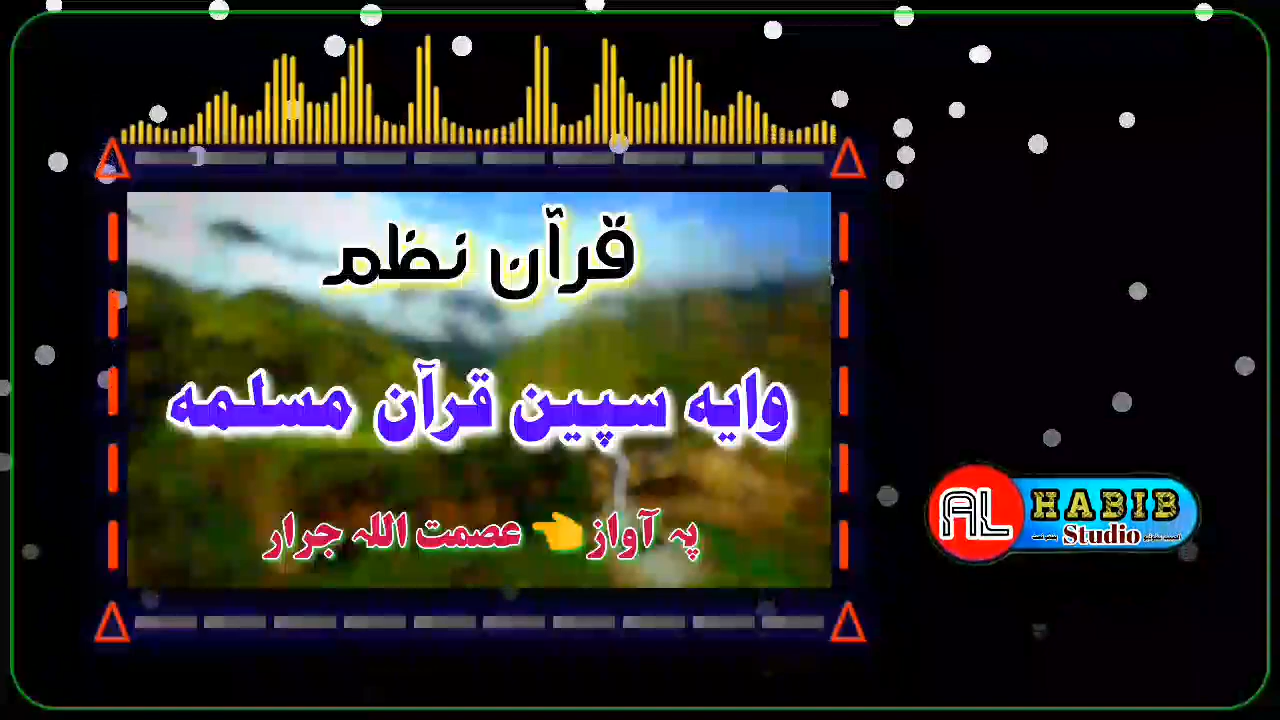 قرآن نظم
وایه سپین قرآن مسلمه
په آواز 👈 عصمت الله جرار
AL HABIB
Studio